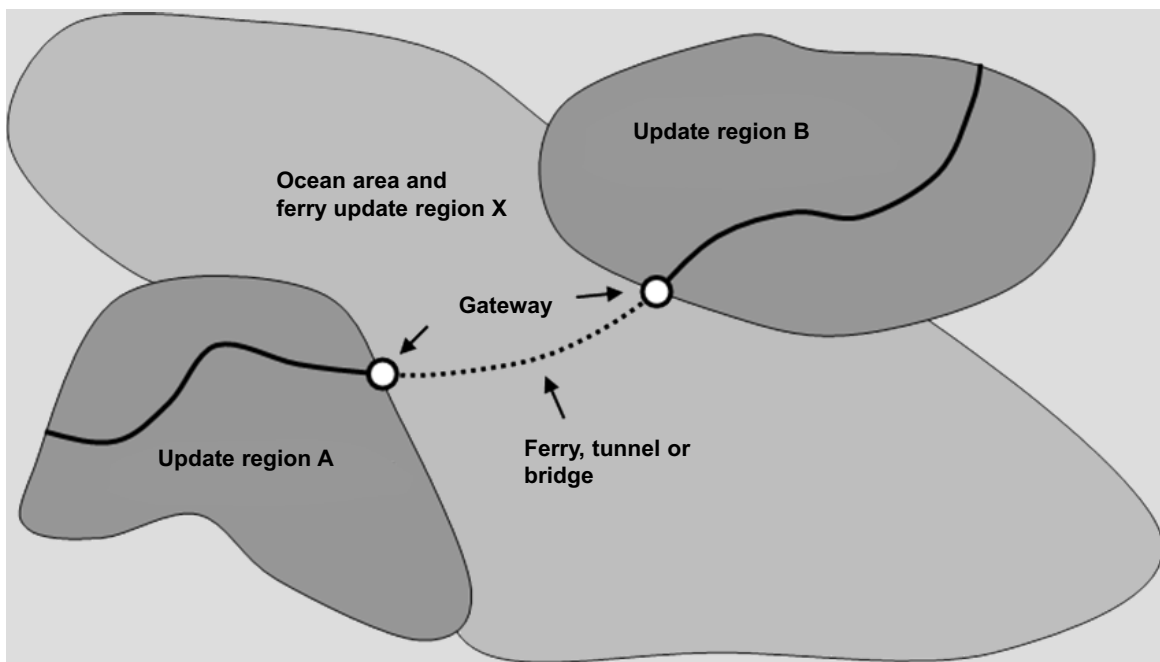 Update region B
Ocean area and
ferry update region X
Gateway
Ferry, tunnel or
bridge
Update region A